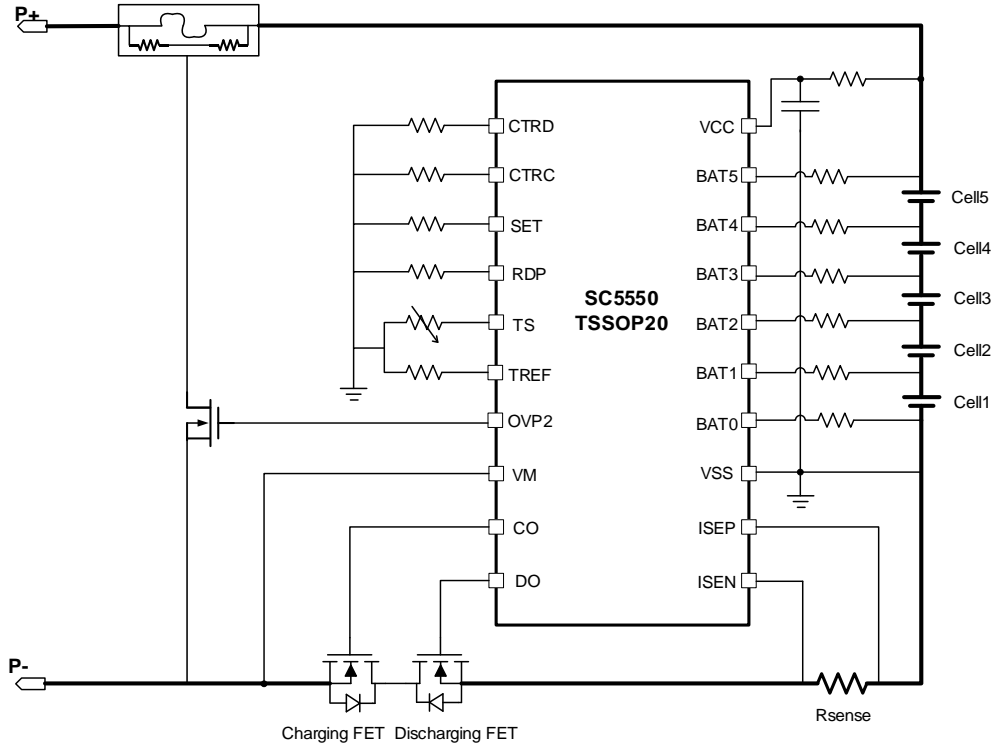 P+
CTRD
VCC
CTRC
BAT5
Cell5
SET
BAT4
Cell4
RDP
BAT3
SC5550
TSSOP20
Cell3
TS
BAT2
Cell2
TREF
BAT1
Cell1
OVP2
BAT0
VM
VSS
CO
ISEP
DO
ISEN
P-
Rsense
Charging FET
Discharging FET